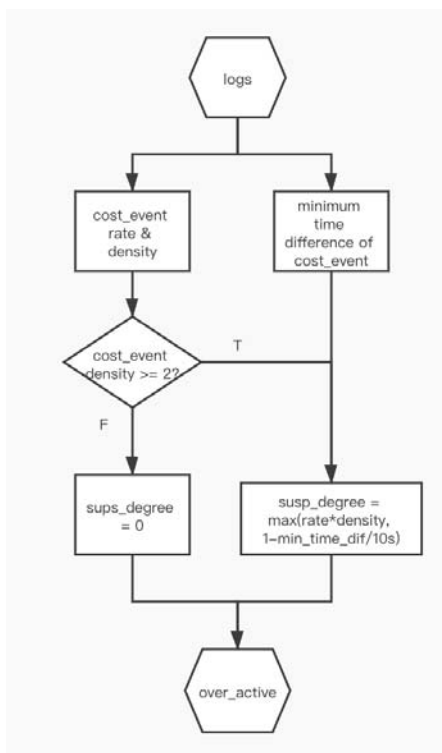 logs
cost_event
rate &
density
minimum
time
difference of
cost_event
cost_event
density >= 2?
T
F
sups_degree
= 0
susp_degree =
max(rate*density,
1-min_time_dif/10s)
over_active